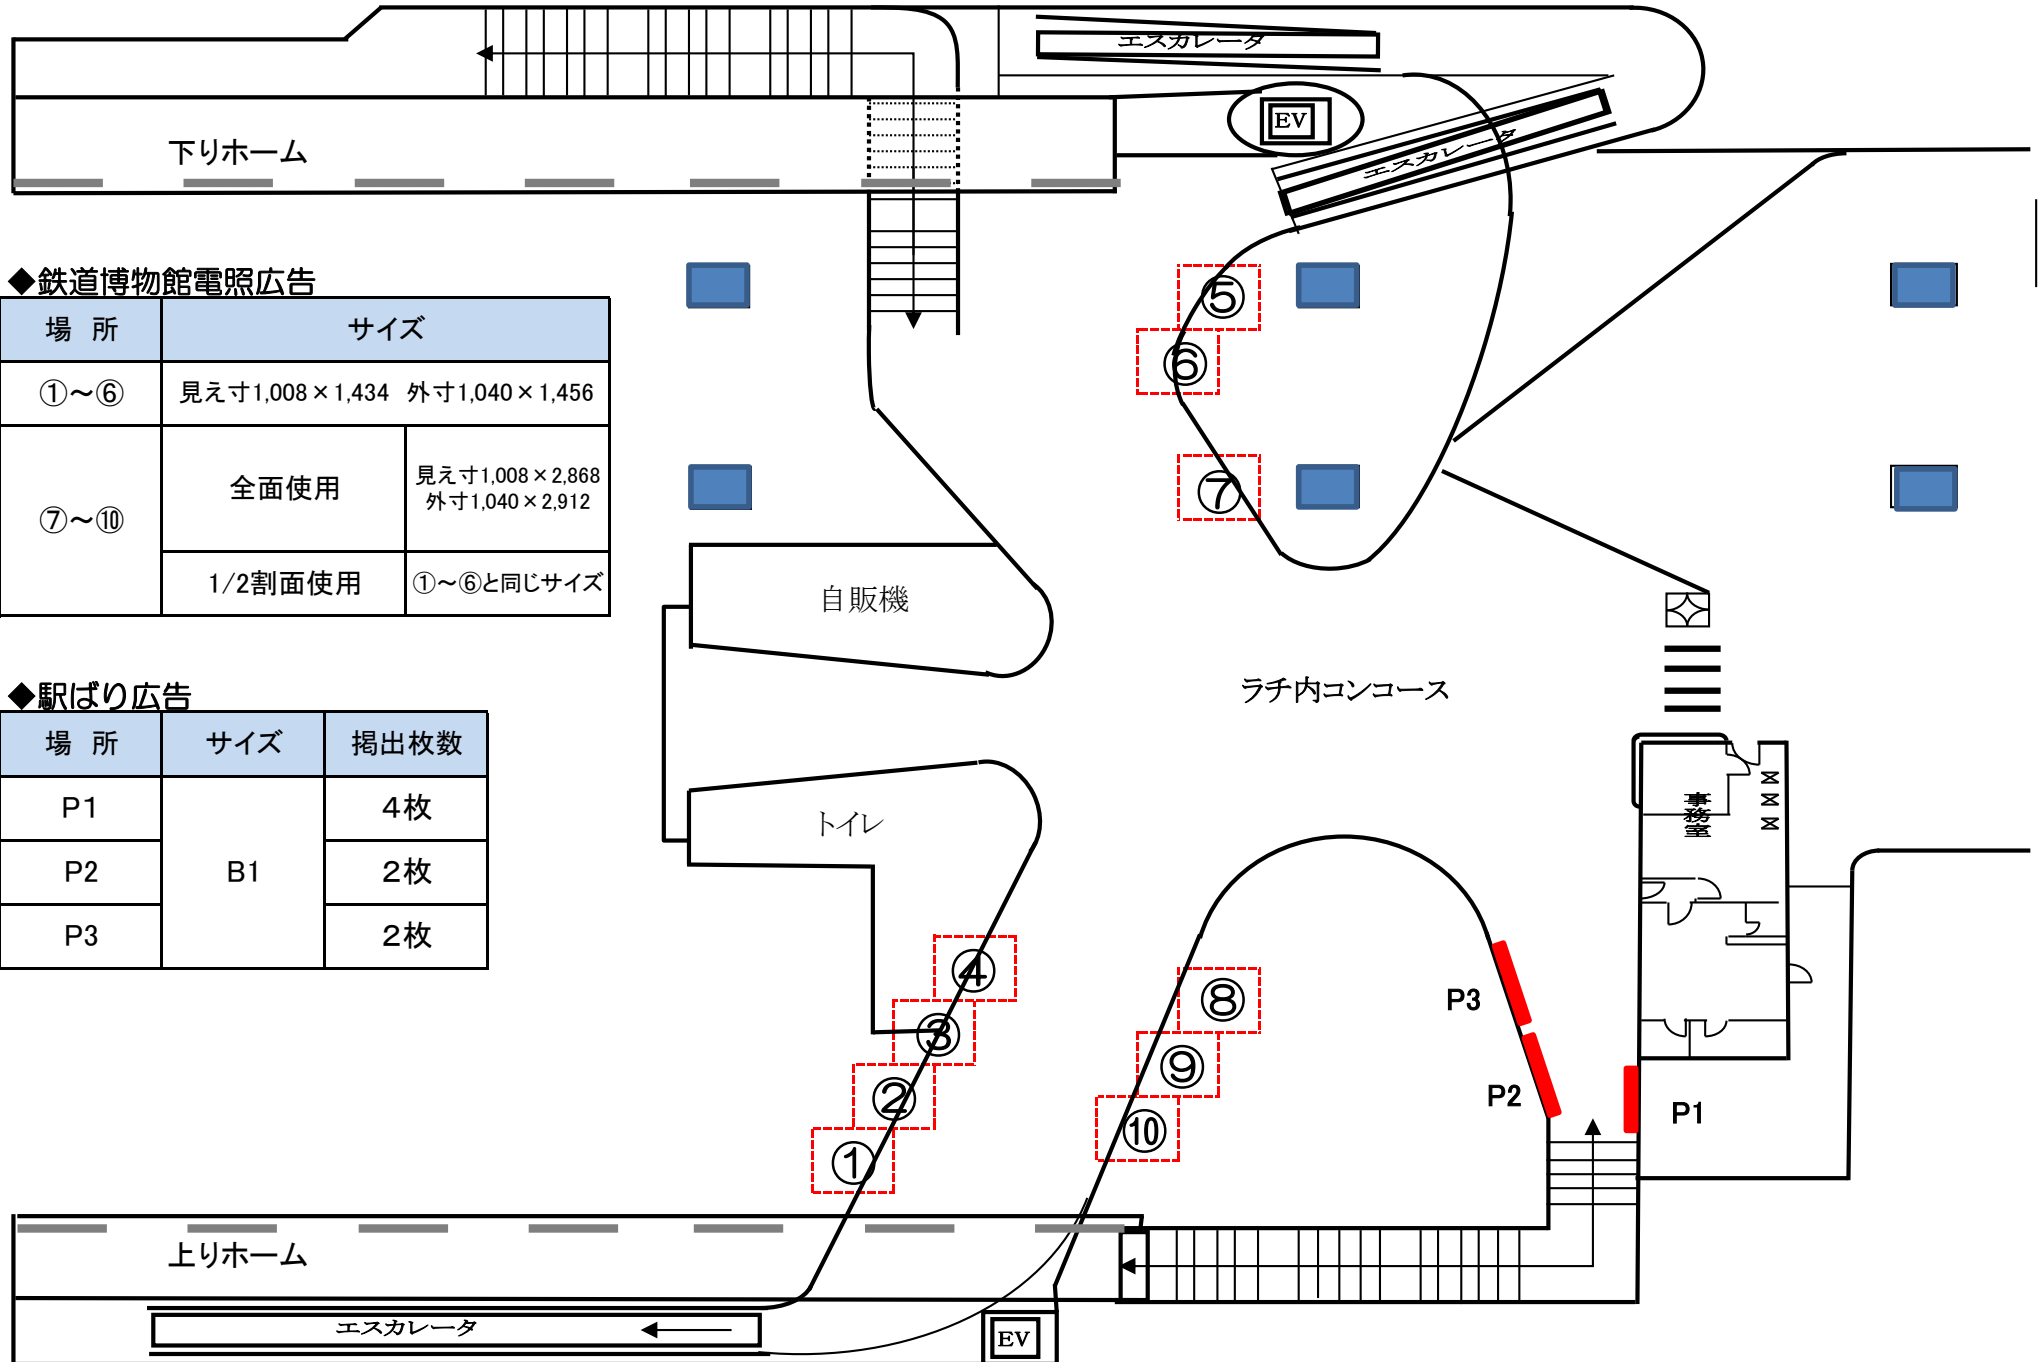 エスカレータ
EV
エスカレータ
下りホーム
◆鉄道博物館電照広告
場 所 サイズ
①～⑥ 見え寸1,008×1,434 外寸1,040×1,456
⑦～⑩ 全面使用 見え寸1,008×2,868
外寸1,040×2,912
1/2割面使用 ①～⑥と同じサイズ
⑤
⑥
⑦
自販機
ラチ内コンコース
◆駅ばり広告
場 所 サイズ 掲出枚数
P1 B1 4枚
P2 2枚
P3 2枚
トイレ
事務室
④
③
②
①
⑧
⑨
⑩
P3
P2
P1
上りホーム
エスカレータ
EV